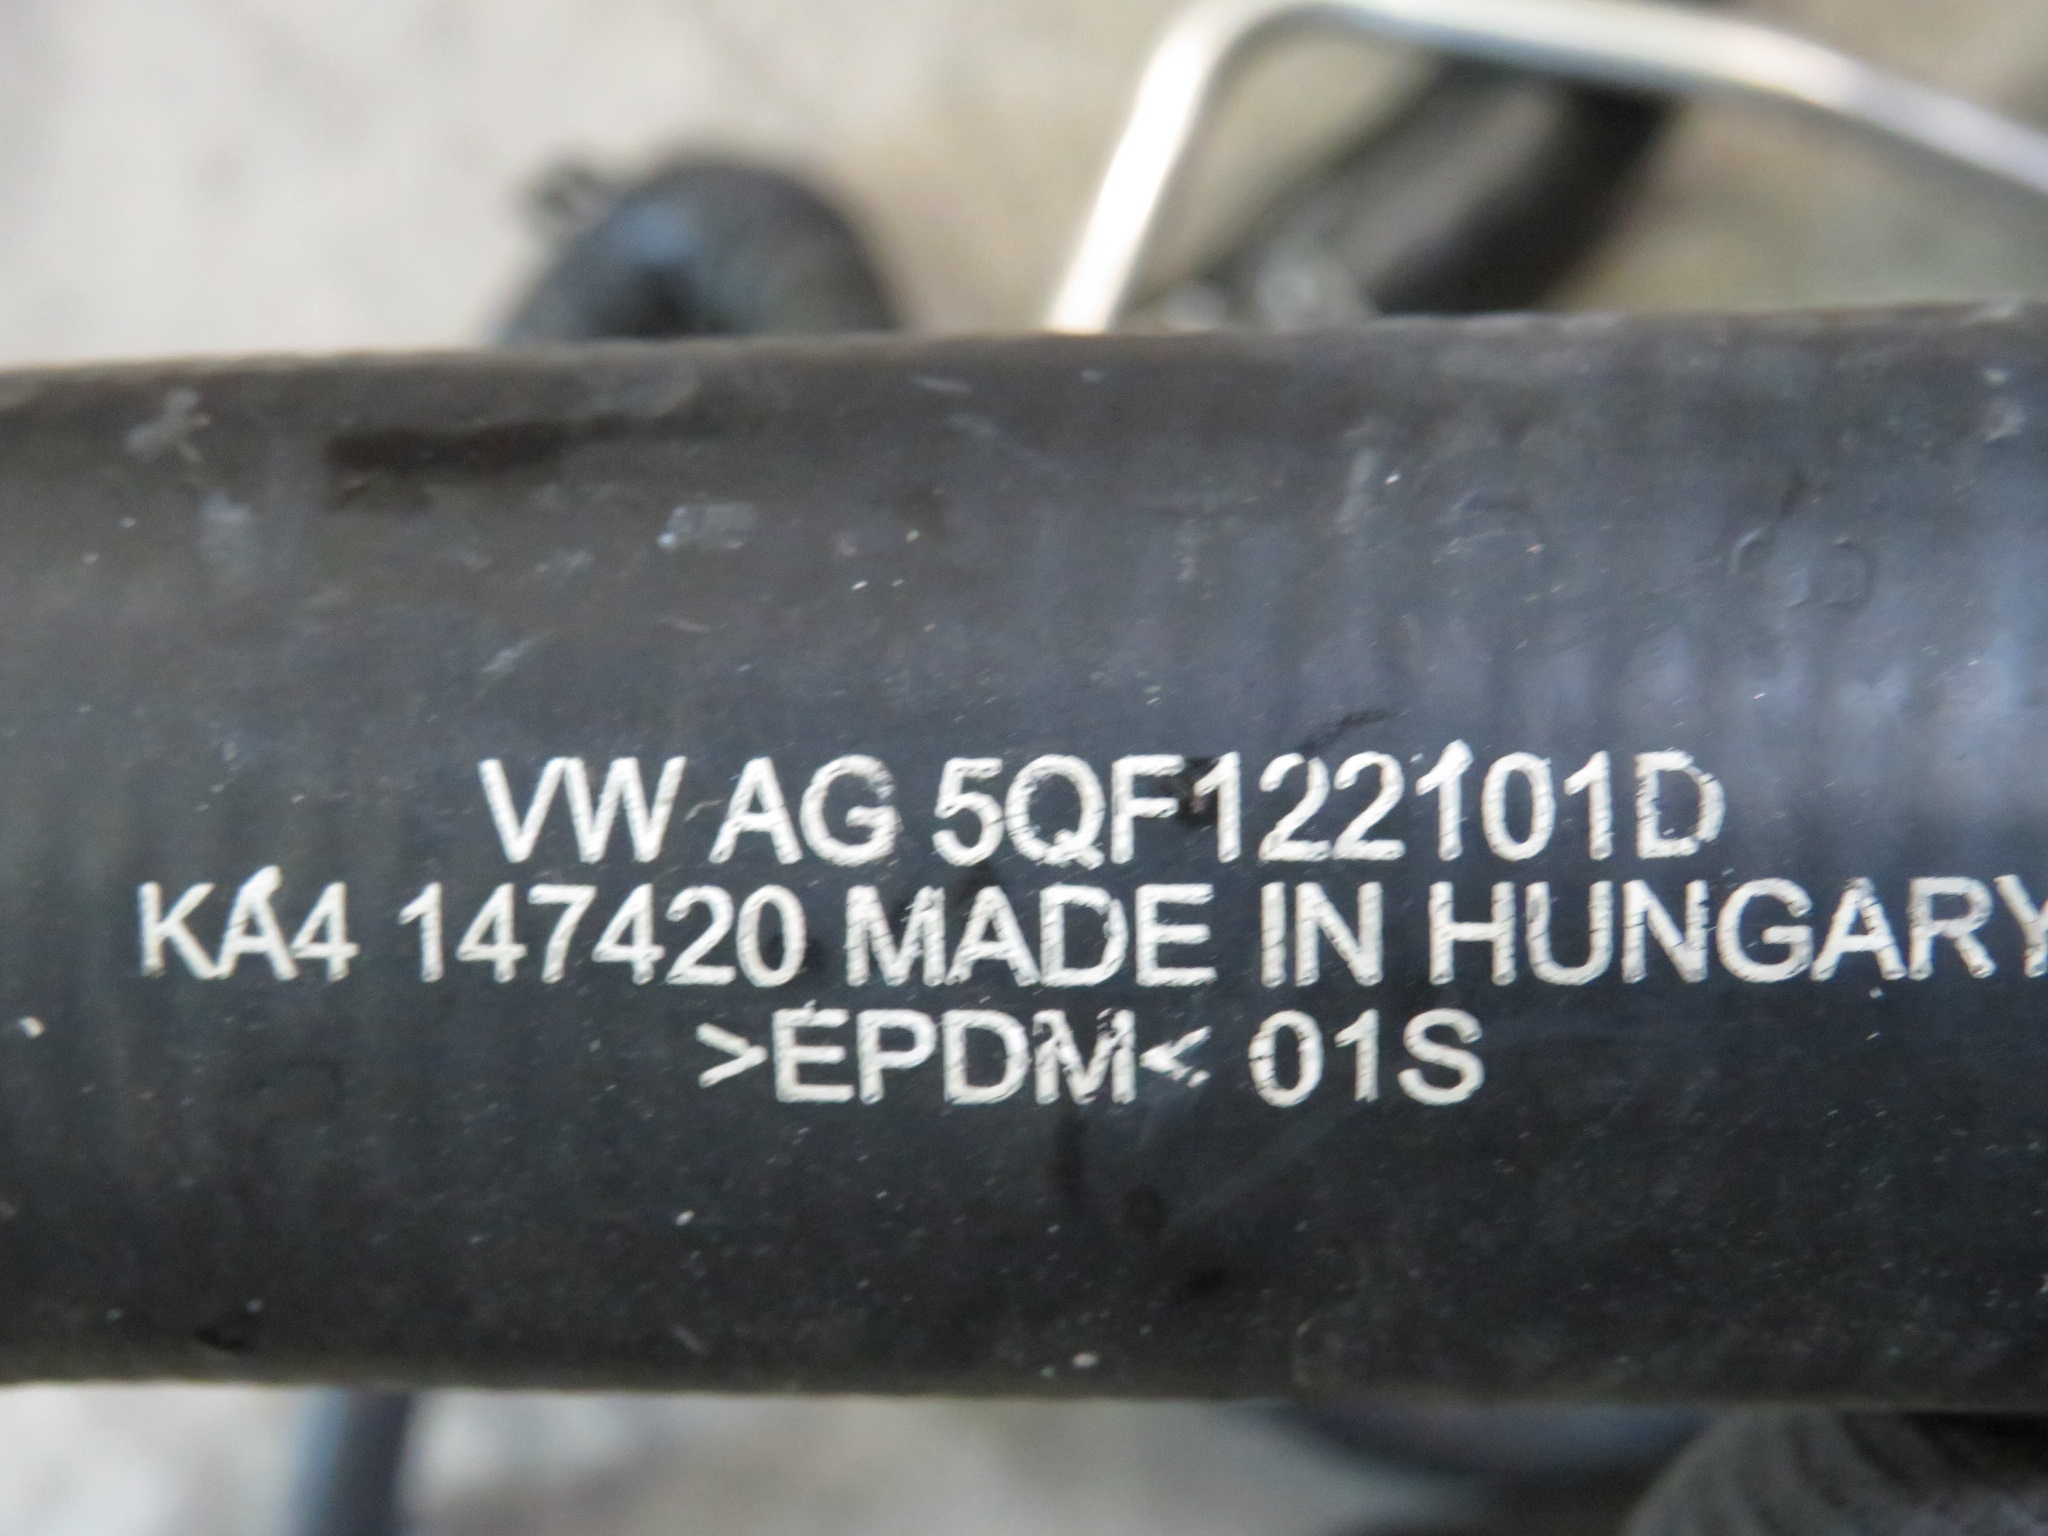 VW AG 5QF122101D
KA4 147420 MADE IN HUNGARY
>EPDM< 01S